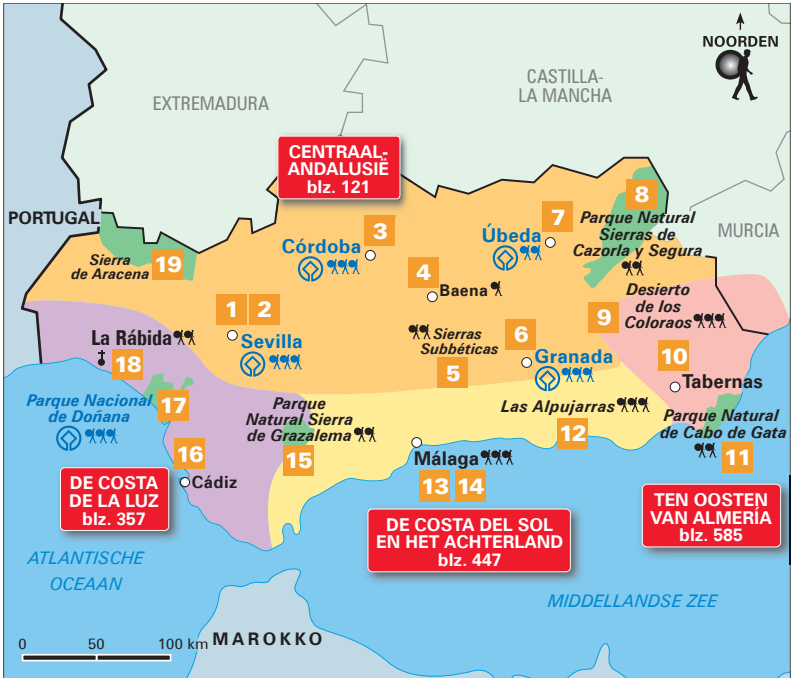 NOORDEN
EXTREMADURA
CASTILLA-
LA MANCHA
CENTRAAL-
ANDALUSIË
blz. 121
PORTUGAL
MURCIA
8
Parque Natural
Sierras de
Cazorla y Segura
7
Úbeda
3
Córdoba
4
Baena
Sierra
de Aracena
19
1 2
Sevilla
Sierras
Subbéticas
5
6
Granada
9
Desierto
de los
Coloraos
10
Tabernas
La Rábida
18
Parque Nacional
de Doñana
17
Parque
Natural Sierra
de Grazalema
15
16
Cádiz
Las Alpujarras
12
Parque Natural
de Cabo de Gata
11
Málaga
13 14
DE COSTA
DE LA LUZ
blz. 357
DE COSTA DEL SOL
EN HET ACHTERLAND
blz. 447
TEN OOSTEN
VAN ALMERÍA
blz. 585
ATLANTISCHE
OCEAAN
MIDDELLANDSE ZEE
MAROKKO
0 50 100 km